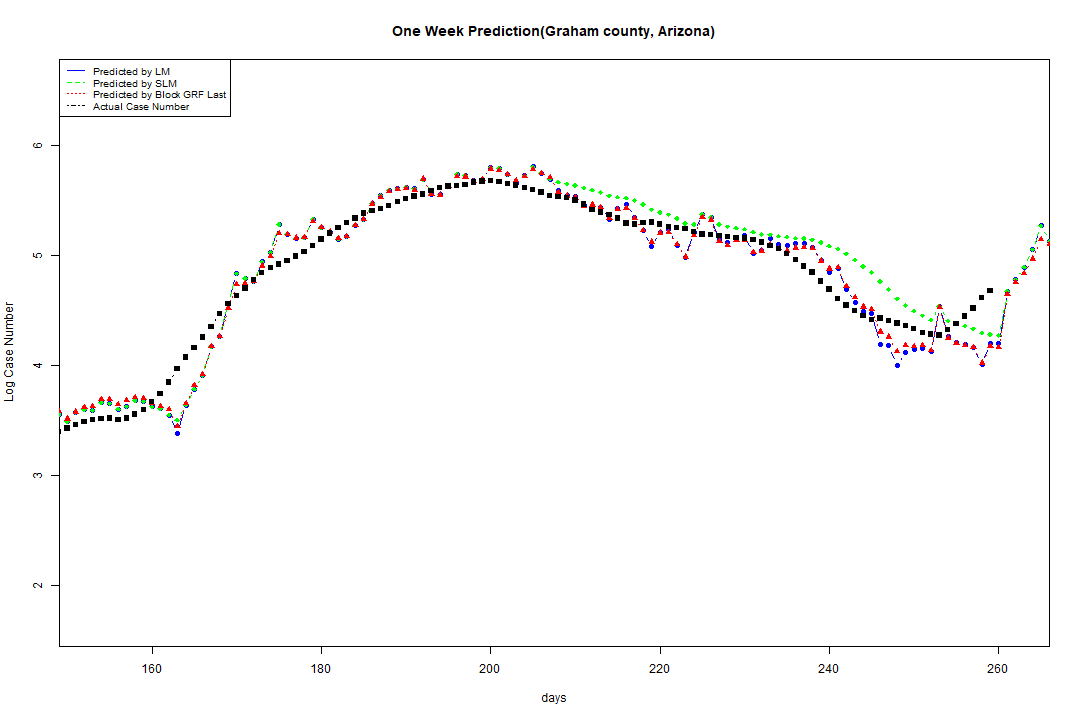 One Week Prediction(Graham county, Arizona)
Predicted by LM
Predicted by SLM
Predicted by Block GRF Last
Actual Case Number
6
5
4
3
2
Log Case Number
160 180 200 220 240 260
days